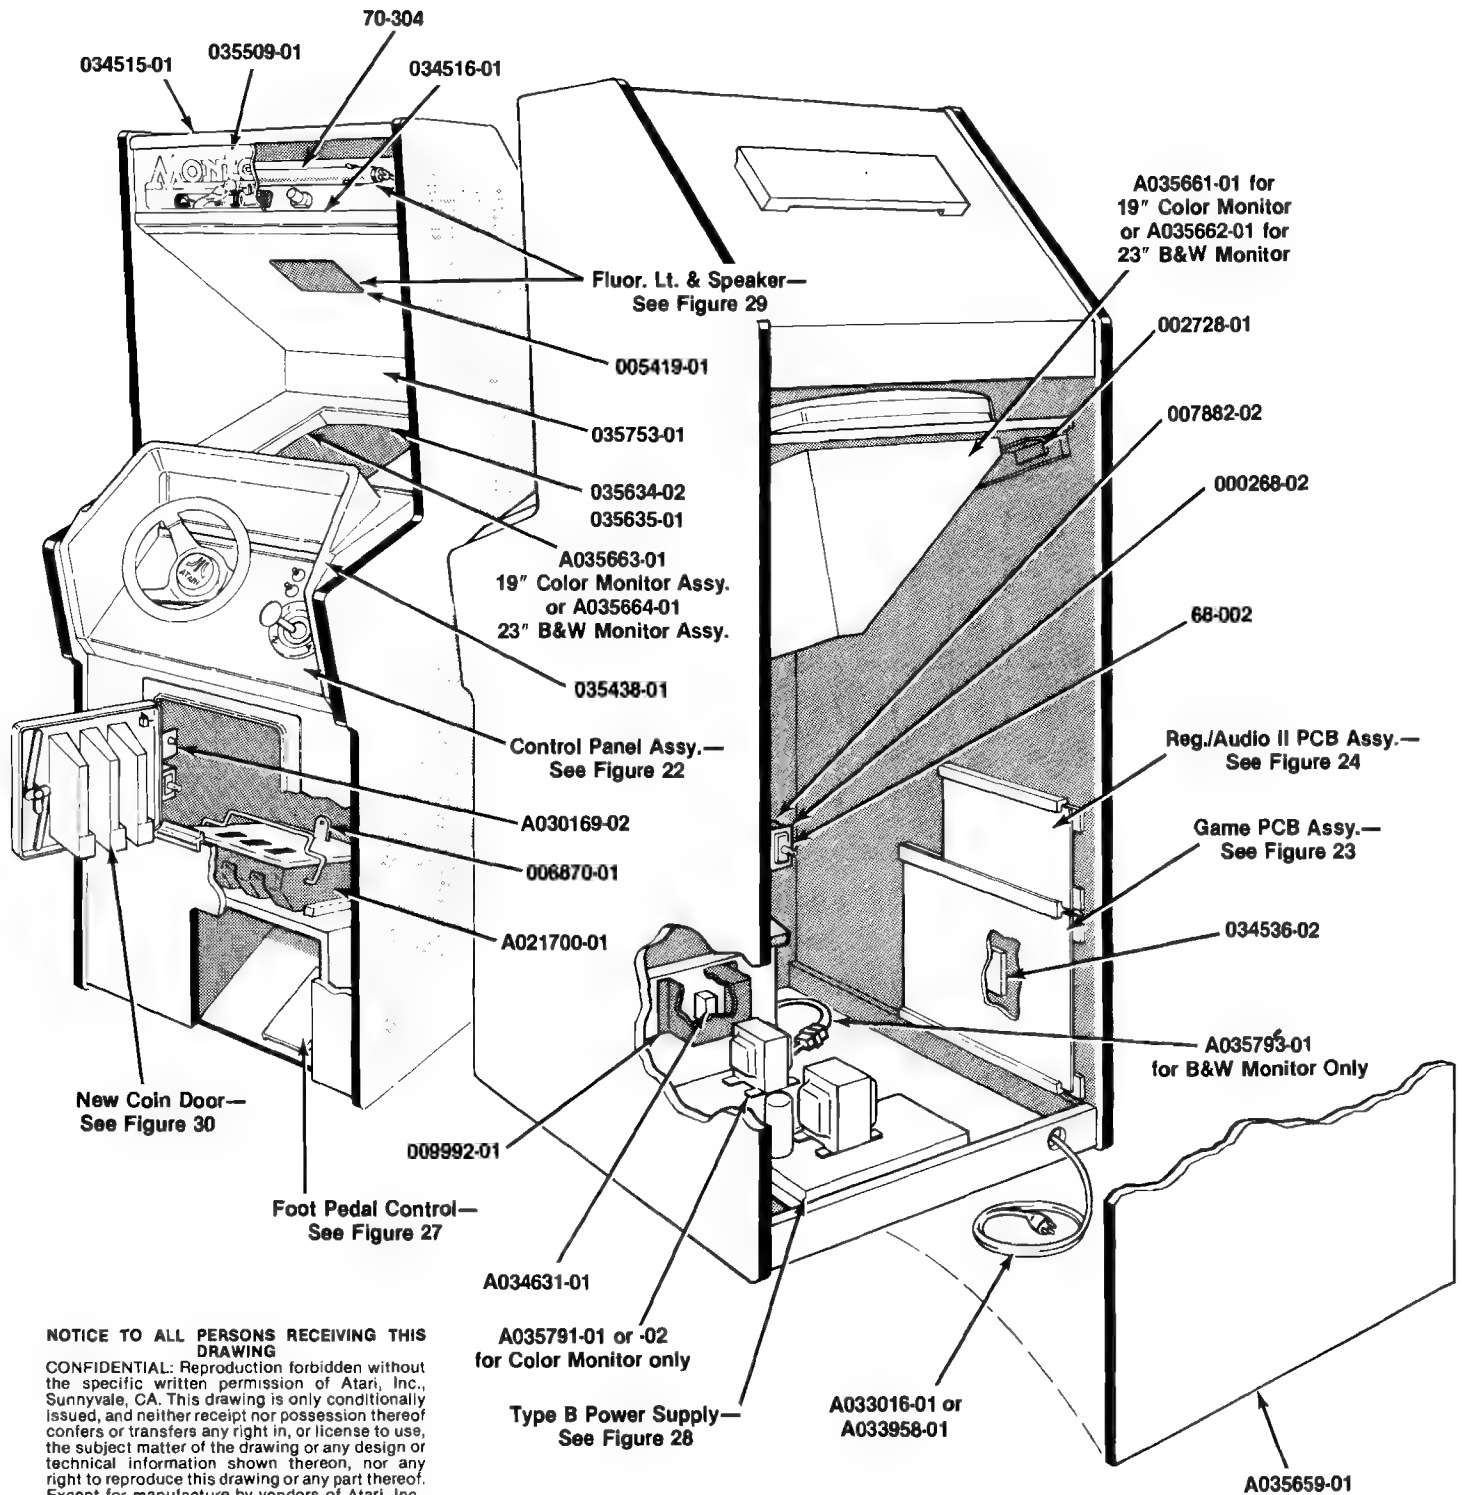 70-304
035509-01
034515-01
034516-01
A035661-01 for
19" Color Monitor
or A035662-01 for
23" B&W Monitor
Fluor. Lt. & Speaker—
See Figure 29
002728-01
005419-01
007882-02
035753-01
000268-02
035634-02
035635-01
A035663-01
19" Color Monitor Assy.
or A035664-01
23" B&W Monitor Assy.
ATARI
68-002
035438-01
Control Panel Assy.—
See Figure 22
Reg./Audio II PCB Assy.—
See Figure 24
A030169-02
Game PCB Assy.—
See Figure 23
006870-01
034536-02
A021700-01
A035793-01
for B&W Monitor Only
New Coin Door—
See Figure 30
009992-01
Foot Pedal Control—
See Figure 27
A034631-01
A035791-01 or -02
for Color Monitor only
Type B Power Supply—
See Figure 28
A033016-01 or
A033958-01
A035659-01
NOTICE TO ALL PERSONS RECEIVING THIS
DRAWING
CONFIDENTIAL: Reproduction forbidden without
the specific written permission of Atari, Inc.,
Sunnyvale, CA. This drawing is only conditionally
issued, and neither receipt nor possession thereof
confers or transfers any right in, or license to use,
the subject matter of the drawing or any design or
technical information shown thereon, nor any
right to reproduce this drawing or any part thereof.
Except for manufacture by vendors of Atari, Inc.